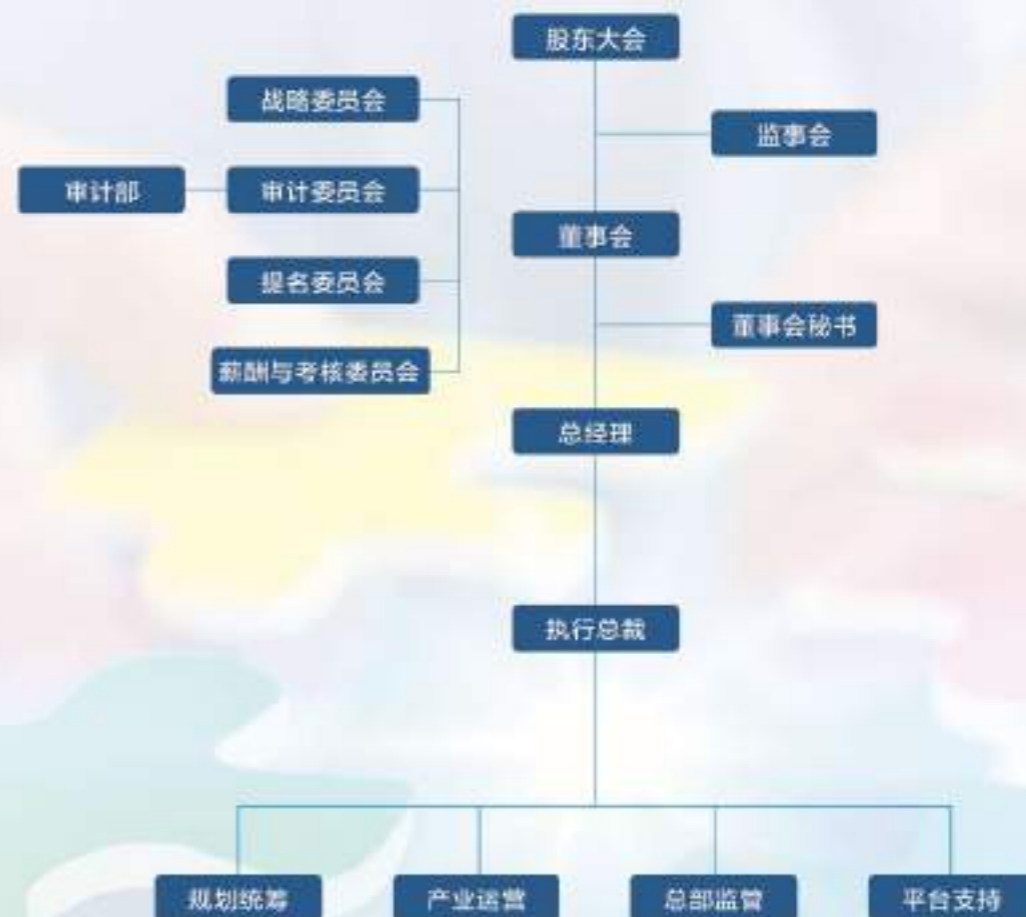 股东大会
战略委员会
监事会
审计部
审计委员会
董事会
提名委员会
董事会秘书
薪酬与考核委员会
总经理
执行总裁
规划统筹
产业运营
总部监管
平台支持